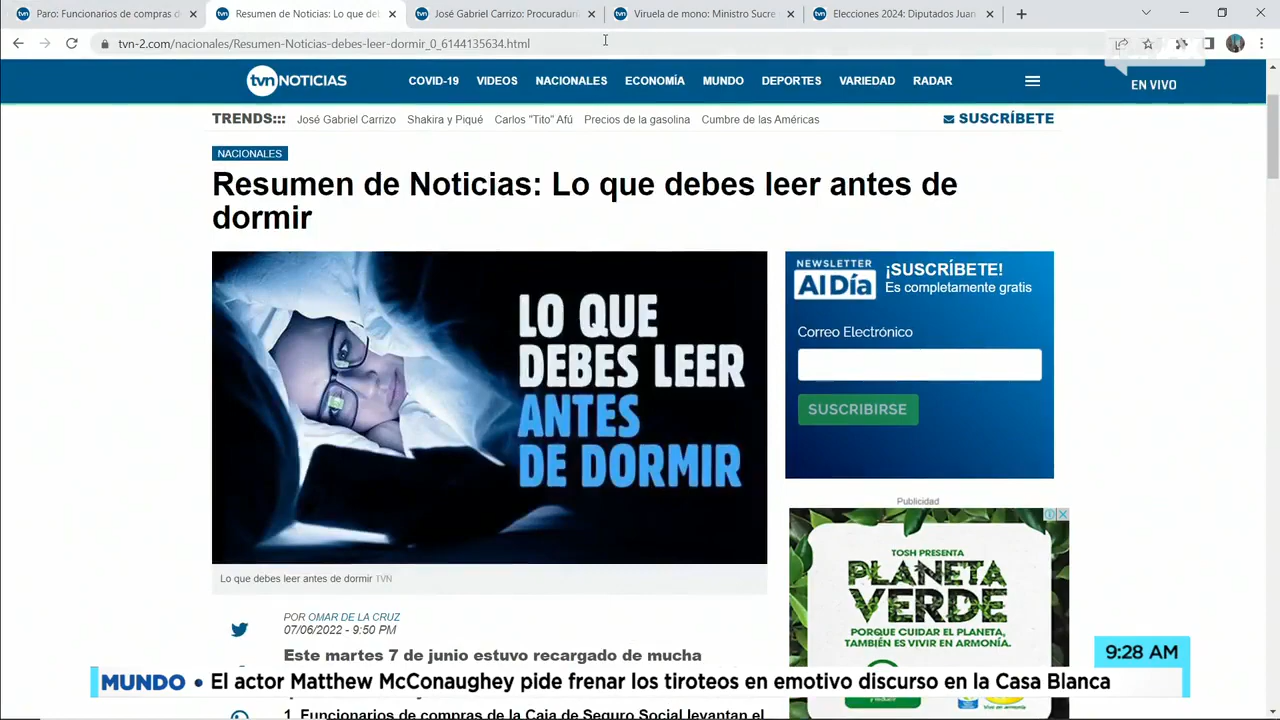 Paro: Funcionarios de compras d
Resumen de Noticias: Lo que deb
José Gabriel Carrizo: Procuradurí
Viruela de mono: Ministro Sucre
Elecciones 2024: Diputados Juan
tvn-2.com/nacionales/Resumen-Noticias-debes-leer-dormir_0_6144135634.html
tvn NOTICIAS
COVID-19 VIDEOS NACIONALES ECONOMÍA MUNDO DEPORTES VARIEDAD RADAR
EN VIVO
TRENDS::: José Gabriel Carrizo Shakira y Piqué Carlos "Tito" Afú Precios de la gasolina Cumbre de las Américas
SUSCRÍBETE
NACIONALES
Resumen de Noticias: Lo que debes leer antes de
dormir
LO QUE
DEBES LEER
ANTES
DE DORMIR
NEWSLETTER
Al Día
¡SUSCRÍBETE!
Es completamente gratis
Correo Electrónico
SUSCRIBIRSE
Publicidad
TOSH PRESENTA
PLANETA
VERDE
PORQUE CUIDAR EL PLANETA,
TAMBIÉN ES VIVIR EN ARMONÍA.
Lo que debes leer antes de dormir TVN
POR OMAR DE LA CRUZ
07/06/2022 - 9:50 PM
Este martes 7 de junio estuvo recargado de mucha
9:28 AM
MUNDO • El actor Matthew McConaughey pide frenar los tiroteos en emotivo discurso en la Casa Blanca
1. Funcionarios de compras de la Caja de Seguro Social levantan el